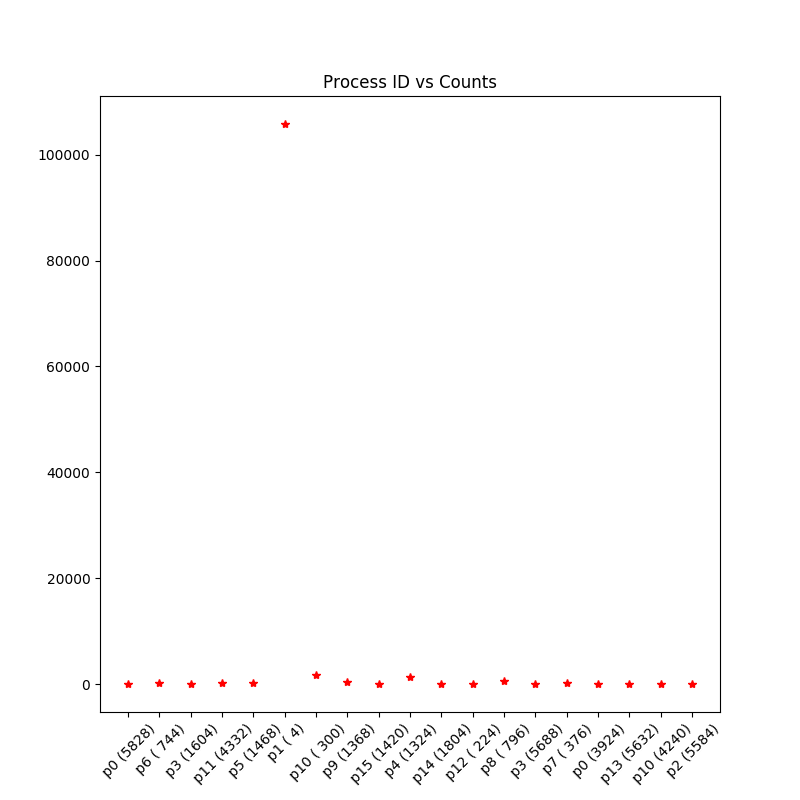 Process ID vs Counts
100000
80000
60000
40000
20000
0
p0 (5828)
p6 ( 744)
p3 (1604)
p11 (4332)
p5 (1468)
p1 ( 4)
p10 ( 300)
p9 (1368)
p15 (1420)
p4 (1324)
p14 (1804)
p12 ( 224)
p8 ( 796)
p3 (5688)
p7 ( 376)
p0 (3924)
p13 (5632)
p10 (4240)
p2 (5584)